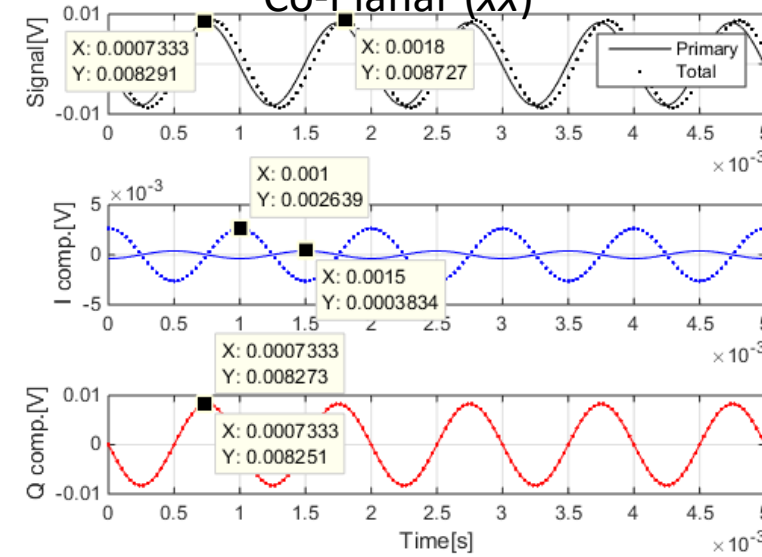 Co-Planar (xx)
Signal[V]
0.01
-0.01
X: 0.0007333
Y: 0.008291
X: 0.0018
Y: 0.008727
Primary
Total
0 0.5 1 1.5 2 2.5 3 3.5 4 4.5 5
×10⁻³
I comp.[V]
×10⁻³
5
0
-5
X: 0.001
Y: 0.002639
X: 0.0015
Y: 0.0003834
0 0.5 1 1.5 2 2.5 3 3.5 4 4.5 5
×10⁻³
Q comp.[V]
0.01
0
-0.01
X: 0.0007333
Y: 0.008273
X: 0.0007333
Y: 0.008251
0 0.5 1 1.5 2 2.5 3 3.5 4 4.5 5
Time[s]
×10⁻³